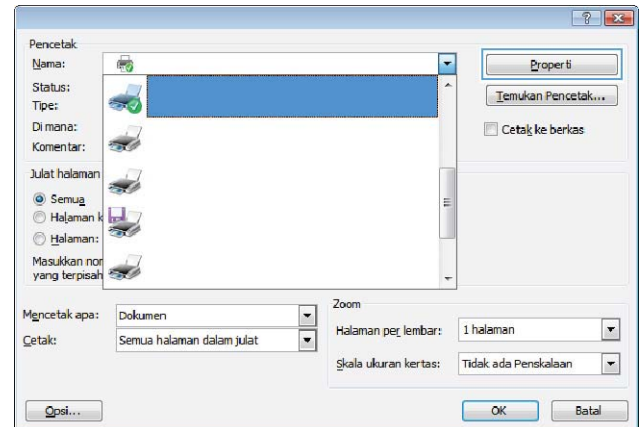 Pencetak
Nama:
Properti
Status:
Tipe:
Temukan Pencetak...
Di mana:
Cetak ke berkas
Komentar:
Julat halaman
Semua
Halaman k
Halaman:
Masukkan nor
yang terpisah
Mencetak apa: Dokumen
Cetak: Semua halaman dalam julat
Zoom
Halaman per lembar: 1 halaman
Skala ukuran kertas: Tidak ada Penskalaan
Opsi...
OK
Batal